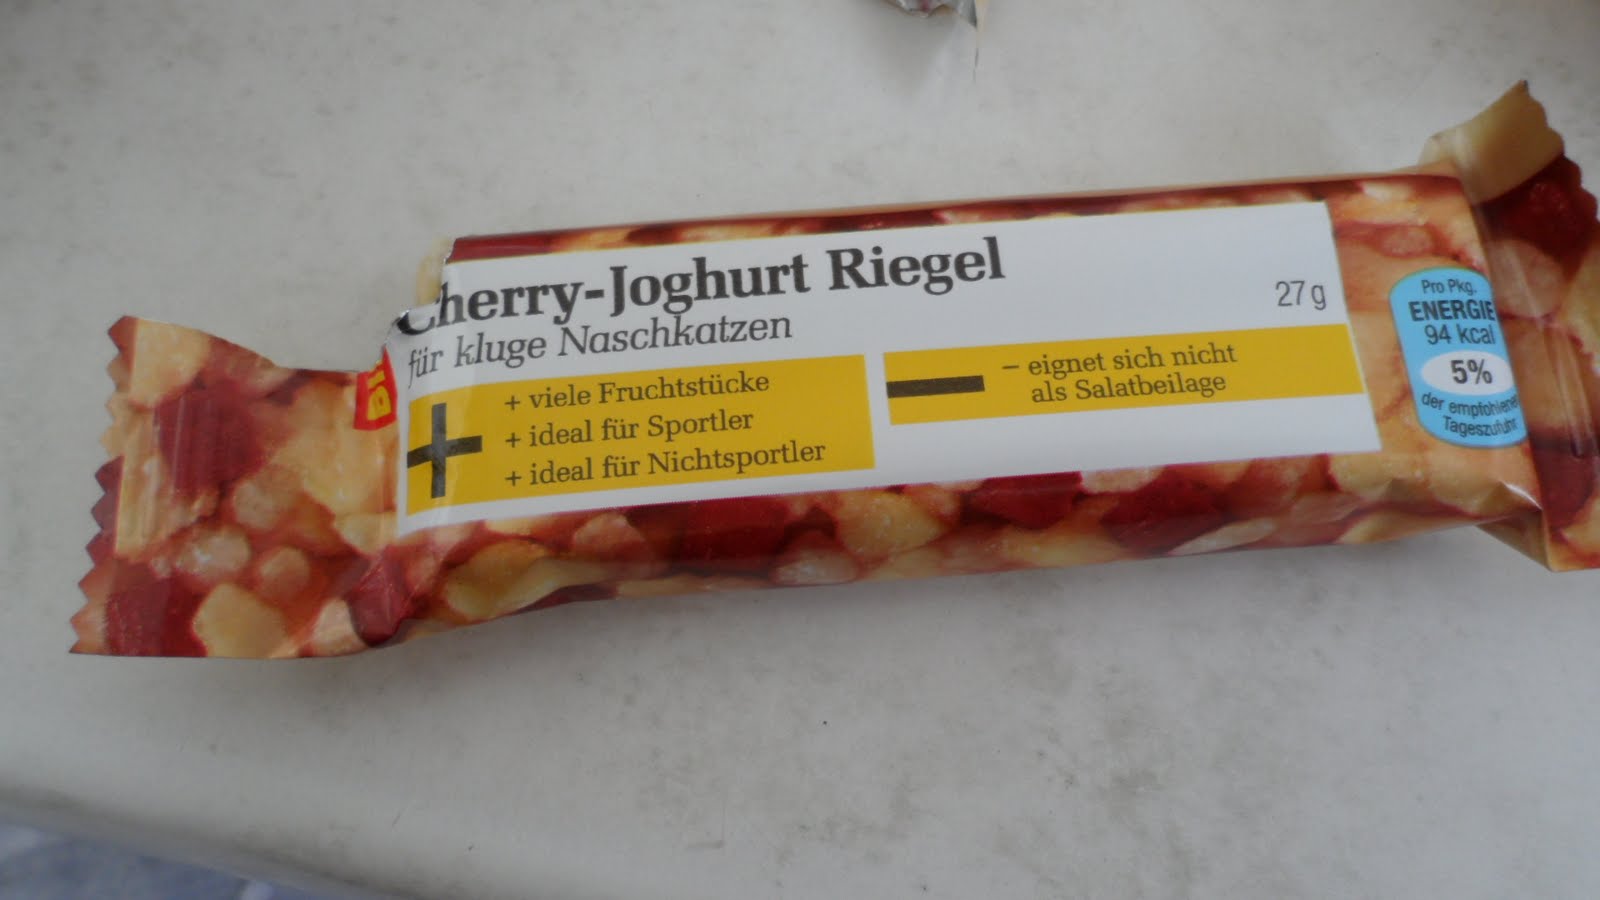 Cherry-Joghurt Riegel
für kluge Naschkatzen
27 g
+ viele Fruchtstücke
+ ideal für Sportler
+ ideal für Nichtsportler
– eignet sich nicht
als Salatbeilage
Pro Pkg.
ENERGIE
94 kcal
5%
der empfohlenen
Tageszufuhr